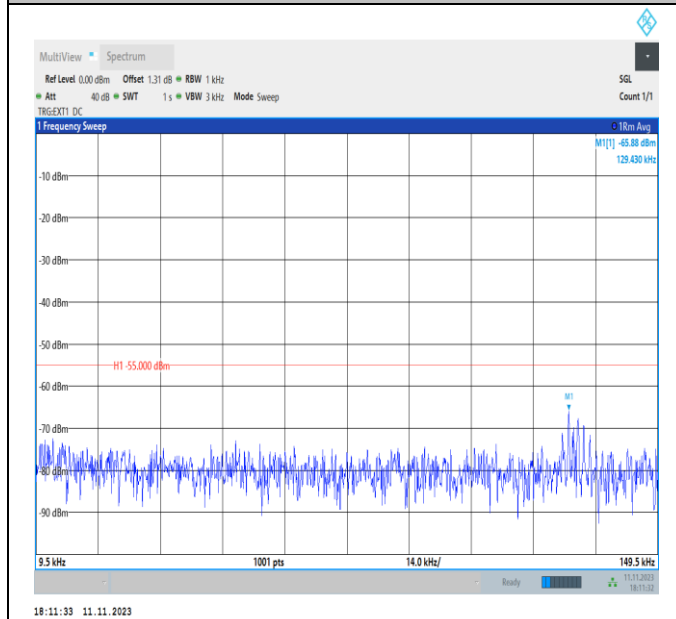 MultiView Spectrum
Ref Level 0.00 dBm Offset 1.31 dB RBW 1 kHz SGL
Att 40 dB SWT 1 s VBW 3 kHz Mode Sweep Count 1/1
TRG:EXT1 DC
1 Frequency Sweep 1Rm Avg
M1[1] -65.88 dBm
129.430 kHz
-10 dBm
-20 dBm
-30 dBm
-40 dBm
-50 dBm
H1 -55.000 dBm
-60 dBm
M1
-70 dBm
-80 dBm
-90 dBm
9.5 kHz 1001 pts 14.0 kHz/ 149.5 kHz
Ready 11.11.2023
18:11:32
18:11:33 11.11.2023